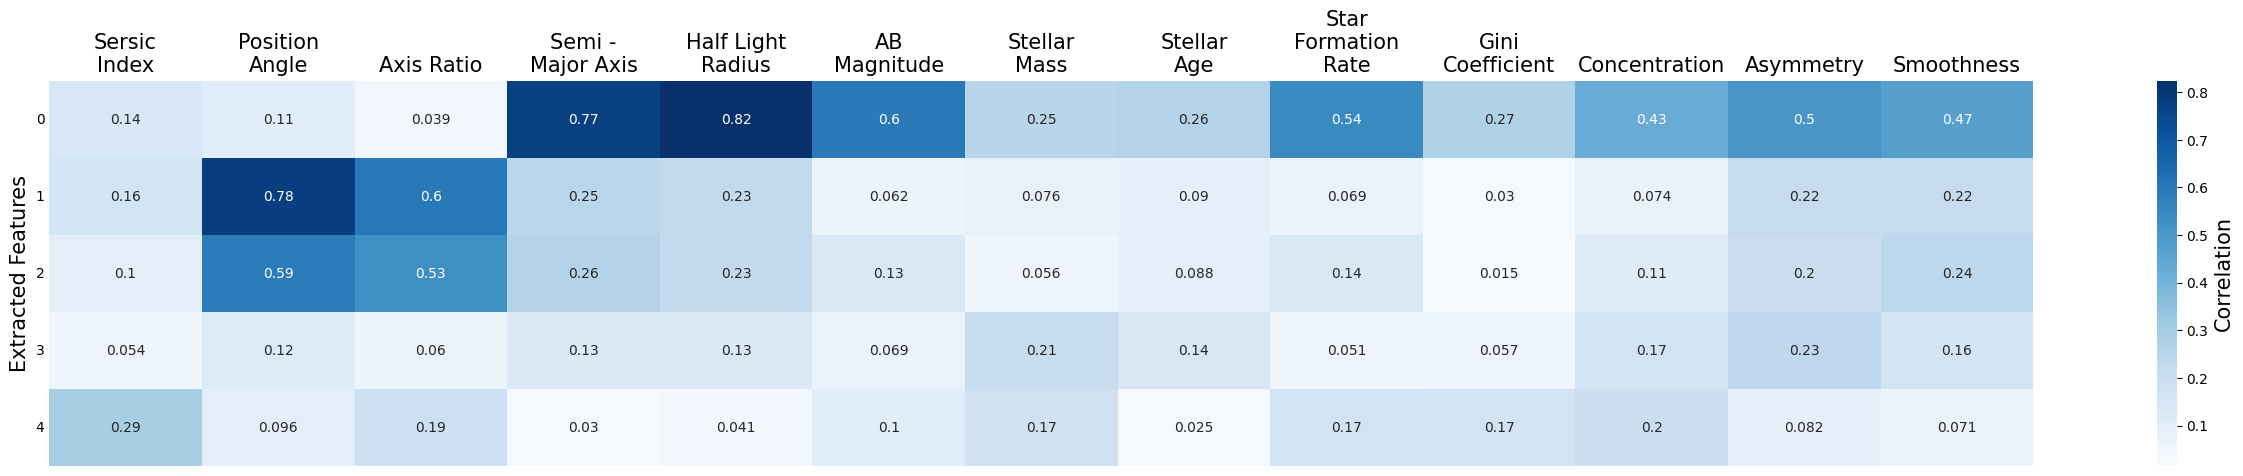 Sersic
Index
Position
Angle
Axis Ratio
Semi -
Major Axis
Half Light
Radius
AB
Magnitude
Stellar
Mass
Stellar
Age
Star
Formation
Rate
Gini
Coefficient
Concentration
Asymmetry
Smoothness
Extracted Features
0 0.14 0.11 0.039 0.77 0.82 0.6 0.25 0.26 0.54 0.27 0.43 0.5 0.47
1 0.16 0.78 0.6 0.25 0.23 0.062 0.076 0.09 0.069 0.03 0.074 0.22 0.22
2 0.1 0.59 0.53 0.26 0.23 0.13 0.056 0.088 0.14 0.015 0.11 0.2 0.24
3 0.054 0.12 0.06 0.13 0.13 0.069 0.21 0.14 0.051 0.057 0.17 0.23 0.16
4 0.29 0.096 0.19 0.03 0.041 0.1 0.17 0.025 0.17 0.17 0.2 0.082 0.071
0.8
0.7
0.6
0.5
0.4
0.3
0.2
0.1
Correlation